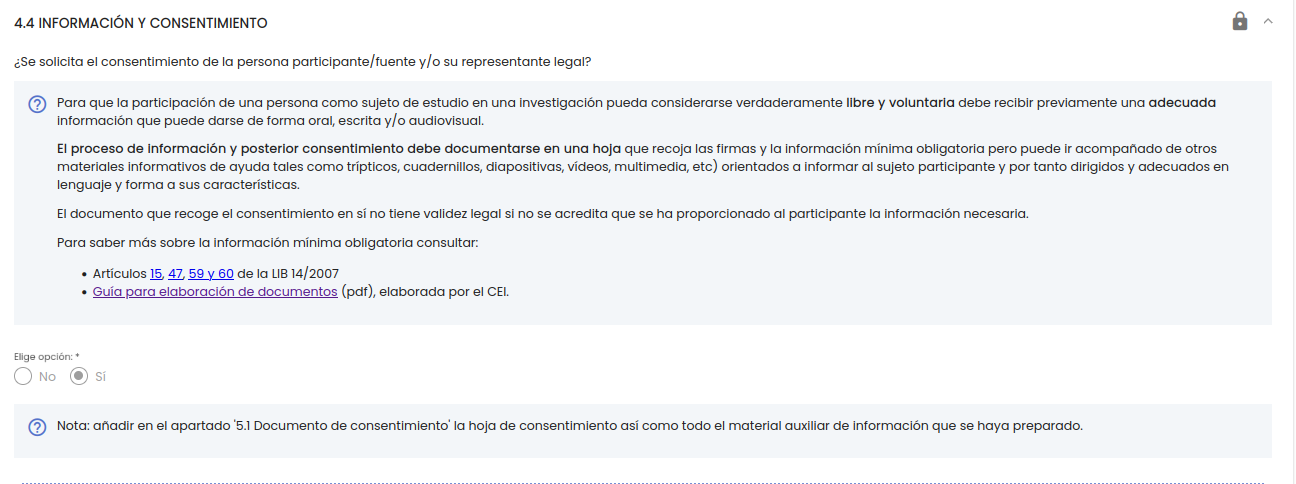 4.4 INFORMACIÓN Y CONSENTIMIENTO
¿Se solicita el consentimiento de la persona participante/fuente y/o su representante legal?
Para que la participación de una persona como sujeto de estudio en una investigación pueda considerarse verdaderamente libre y voluntaria debe recibir previamente una adecuada
información que puede darse de forma oral, escrita y/o audiovisual.
El proceso de información y posterior consentimiento debe documentarse en una hoja que recoja las firmas y la información mínima obligatoria pero puede ir acompañado de otros
materiales informativos de ayuda tales como trípticos, cuadernillos, diapositivas, vídeos, multimedia, etc) orientados a informar al sujeto participante y por tanto dirigidos y adecuados en
lenguaje y forma a sus características.
El documento que recoge el consentimiento en sí no tiene validez legal si no se acredita que se ha proporcionado al participante la información necesaria.
Para saber más sobre la información mínima obligatoria consultar:
• Artículos 15, 47, 59 y 60 de la LIB 14/2007
• Guía para elaboración de documentos (pdf), elaborada por el CEI.
Elige opción: *
No Sí
Nota: añadir en el apartado '5.1 Documento de consentimiento' la hoja de consentimiento así como todo el material auxiliar de información que se haya preparado.